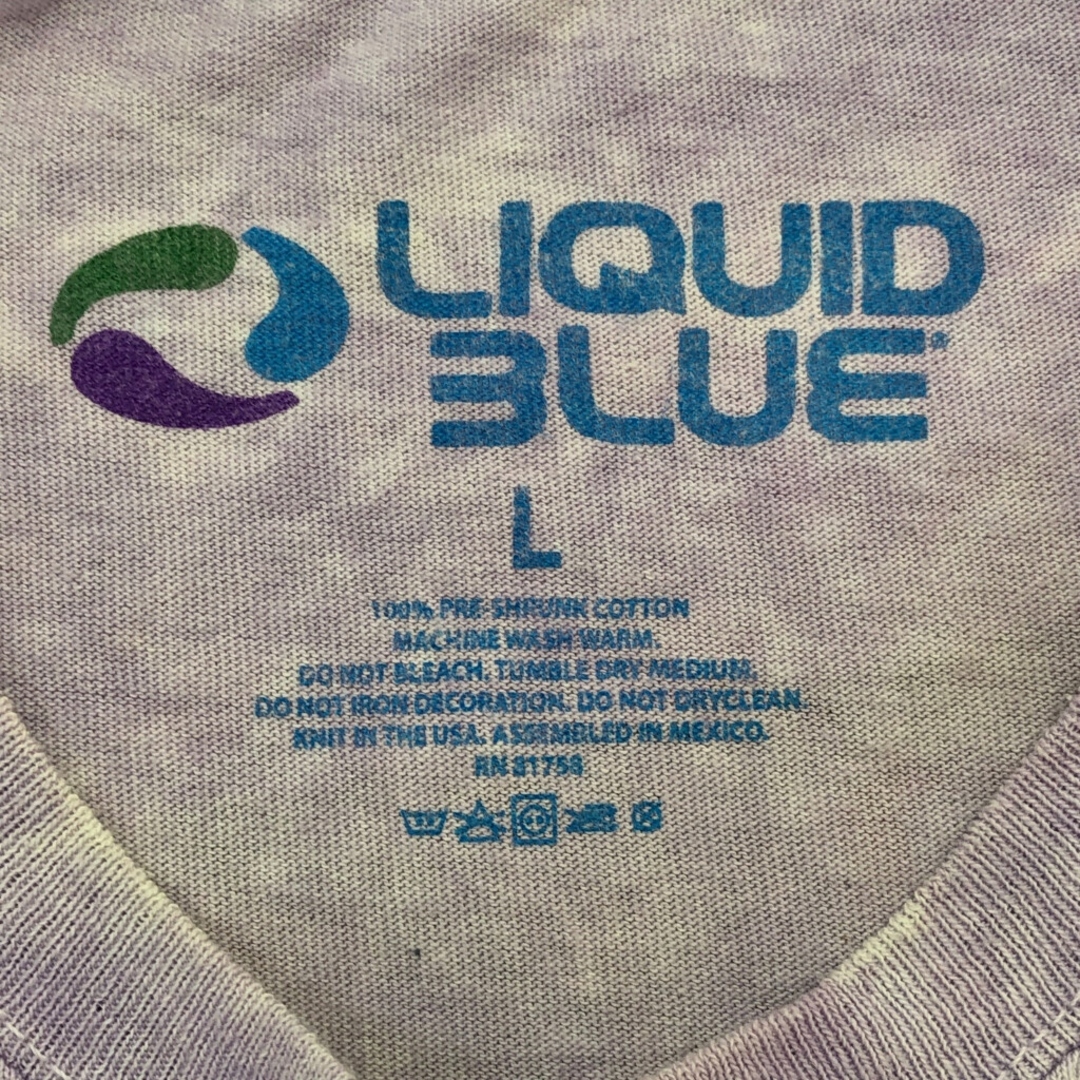 LIQUID
BLUE®
L
100% PRE-SHRUNK COTTON
MACHINE WASH WARM.
DO NOT BLEACH. TUMBLE DRY MEDIUM.
DO NOT IRON DECORATION. DO NOT DRYCLEAN.
KNIT IN THE USA. ASSEMBLED IN MEXICO.
RN 81758